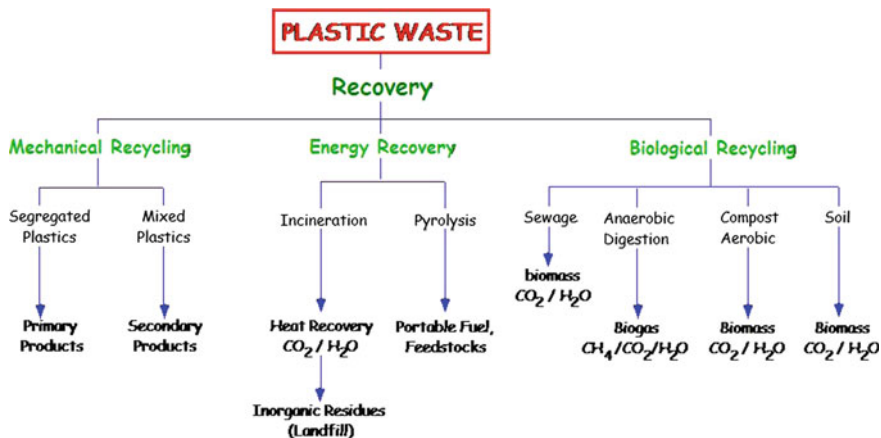 PLASTIC WASTE
Recovery
Mechanical Recycling
Energy Recovery
Biological Recycling
Segregated
Plastics
Mixed
Plastics
Incineration
Pyrolysis
Sewage
Anaerobic
Digestion
Compost
Aerobic
Soil
biomass
CO₂ / H₂O
Primary
Products
Secondary
Products
Heat Recovery
CO₂ / H₂O
Portable Fuel,
Feedstocks
Biogas
CH₄/CO₂/H₂O
Biomass
CO₂ / H₂O
Biomass
CO₂ / H₂O
Inorganic Residues
(Landfill)